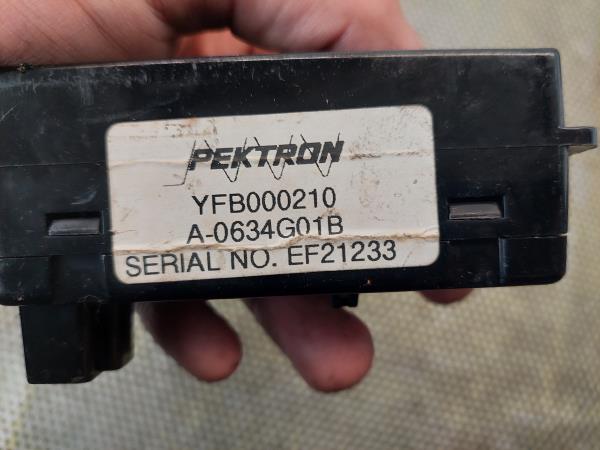 PEKTRON
YFB000210
A-0634G01B
SERIAL NO. EF21233